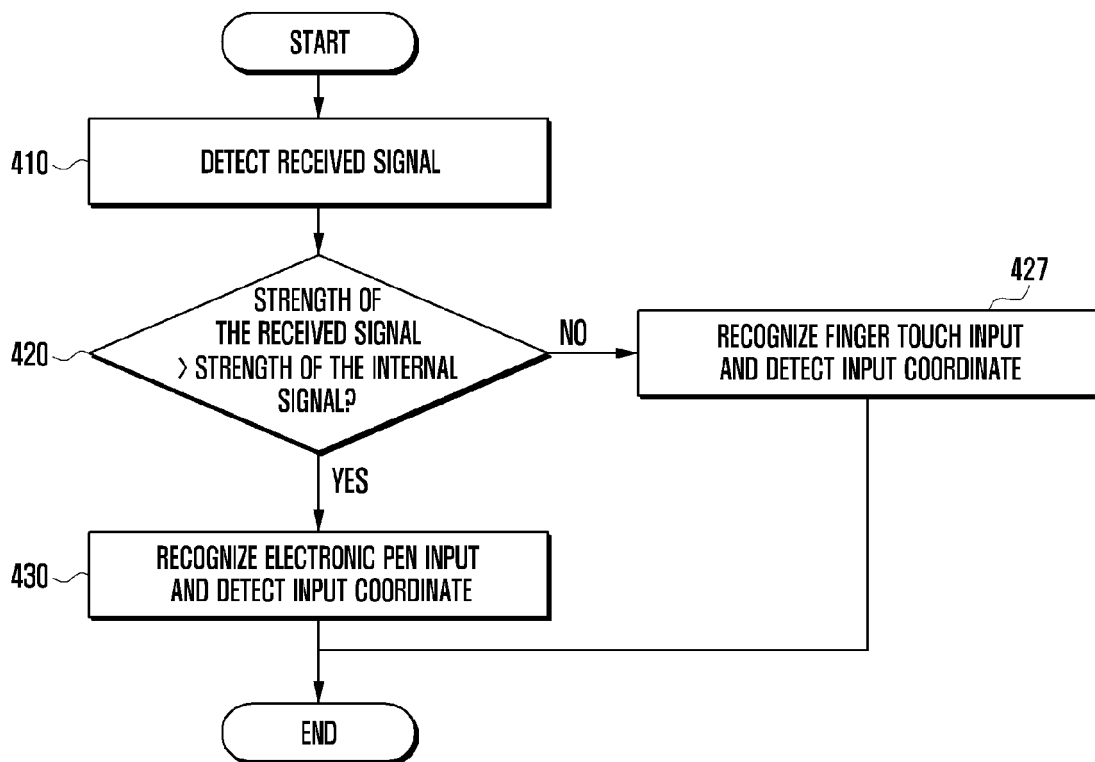 START
410
DETECT RECEIVED SIGNAL
420
STRENGTH OF
THE RECEIVED SIGNAL
> STRENGTH OF THE INTERNAL
SIGNAL?
NO
427
RECOGNIZE FINGER TOUCH INPUT
AND DETECT INPUT COORDINATE
YES
430
RECOGNIZE ELECTRONIC PEN INPUT
AND DETECT INPUT COORDINATE
END